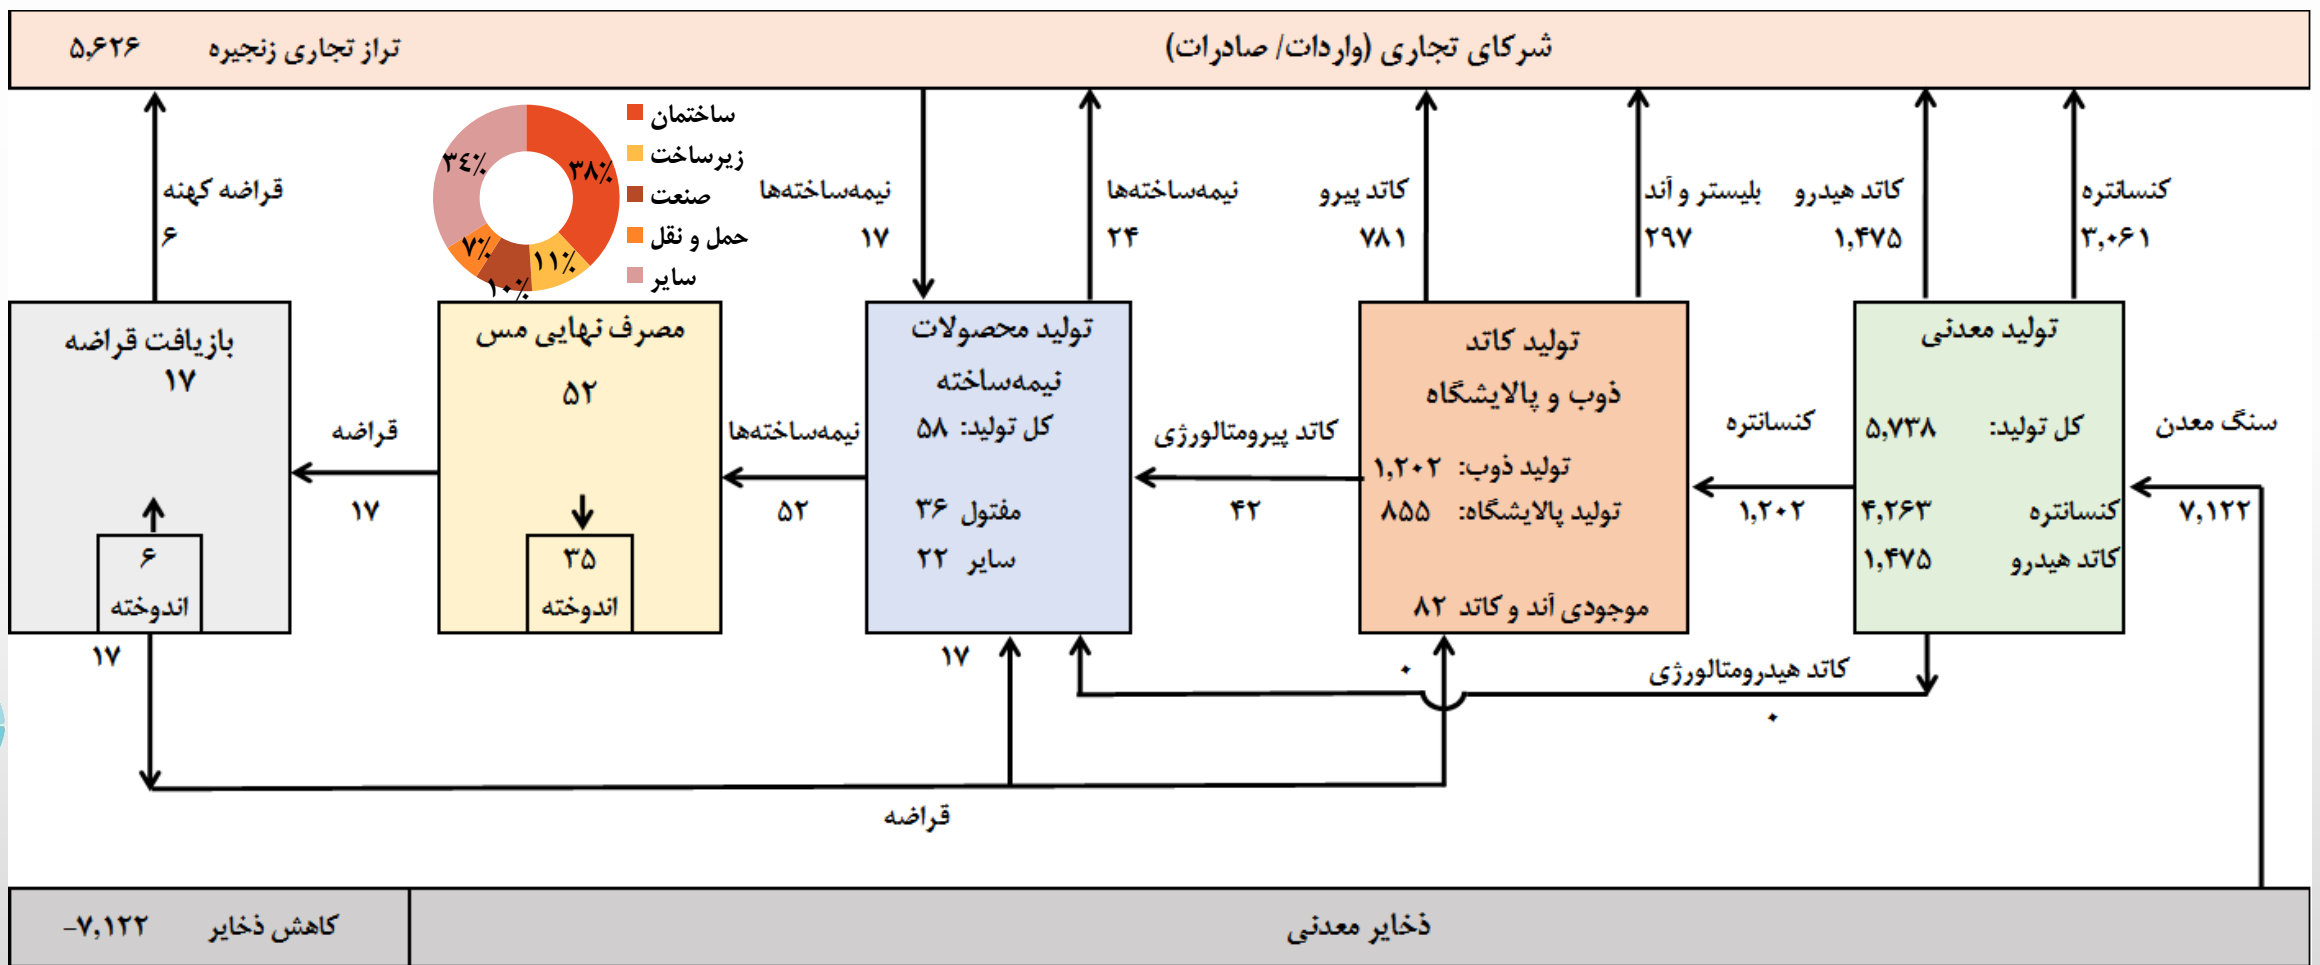 شرکای تجاری (واردات/ صادرات)
تراز تجاری زنجیره ۵,۶۲۶
کنسانتره
۳,۰۶۱
کاتد هیدرو
۱,۴۷۵
بلیستر و آند
۲۹۷
کاتد پیرو
۷۸۱
نیمه‌ساخته‌ها
۲۴
نیمه‌ساخته‌ها
۱۷
ساختمان
زیرساخت
صنعت
حمل و نقل
سایر
۳۸٪
۱۱٪
۱۰٪
۷٪
۳٤٪
قراضه کهنه
۶
سنگ معدن
۷,۱۲۲
تولید معدنی
کل تولید: ۵,۷۳۸
کنسانتره ۴,۲۶۳
کاتد هیدرو ۱,۴۷۵
کنسانتره
۱,۲۰۲
تولید کاتد
ذوب و پالایشگاه
تولید ذوب: ۱,۲۰۲
تولید پالایشگاه: ۸۵۵
موجودی آند و کاتد ۸۲
کاتد پیرومتالورژی
۴۲
تولید محصولات
نیمه‌ساخته
کل تولید: ۵۸
مفتول ۳۶
سایر ۲۲
نیمه‌ساخته‌ها
۵۲
مصرف نهایی مس
۵۲
۳۵
اندوخته
قراضه
۱۷
بازیافت قراضه
۱۷
۶
اندوخته
کاتد هیدرومتالورژی
۰
۰
۱۷
۱۷
قراضه
ذخایر معدنی
کاهش ذخایر ۷,۱۲۲-